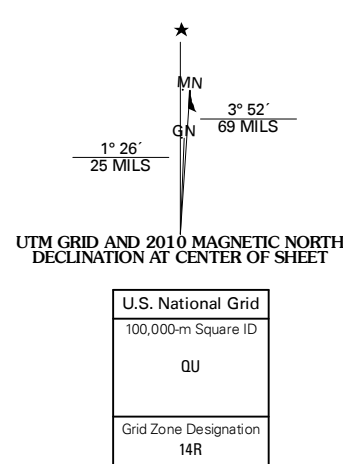 ★
MN
3° 52´
69 MILS
GN
1° 26´
25 MILS
UTM GRID AND 2010 MAGNETIC NORTH
DECLINATION AT CENTER OF SHEET
U.S. National Grid
100,000-m Square ID
QU
Grid Zone Designation
14R